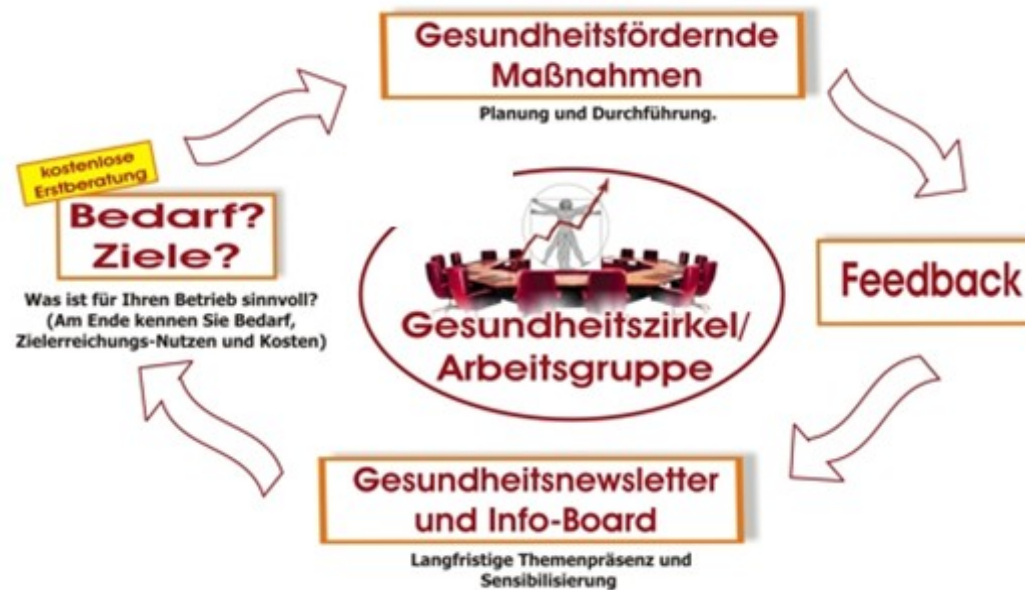 Gesundheitsfördernde
Maßnahmen
Planung und Durchführung.
kostenlose
Erstberatung
Bedarf?
Ziele?
Was ist für Ihren Betrieb sinnvoll?
(Am Ende kennen Sie Bedarf,
Zielerreichungs-Nutzen und Kosten)
Gesundheitszirkel/
Arbeitsgruppe
Feedback
Gesundheitsnewsletter
und Info-Board
Langfristige Themenpräsenz und
Sensibilisierung